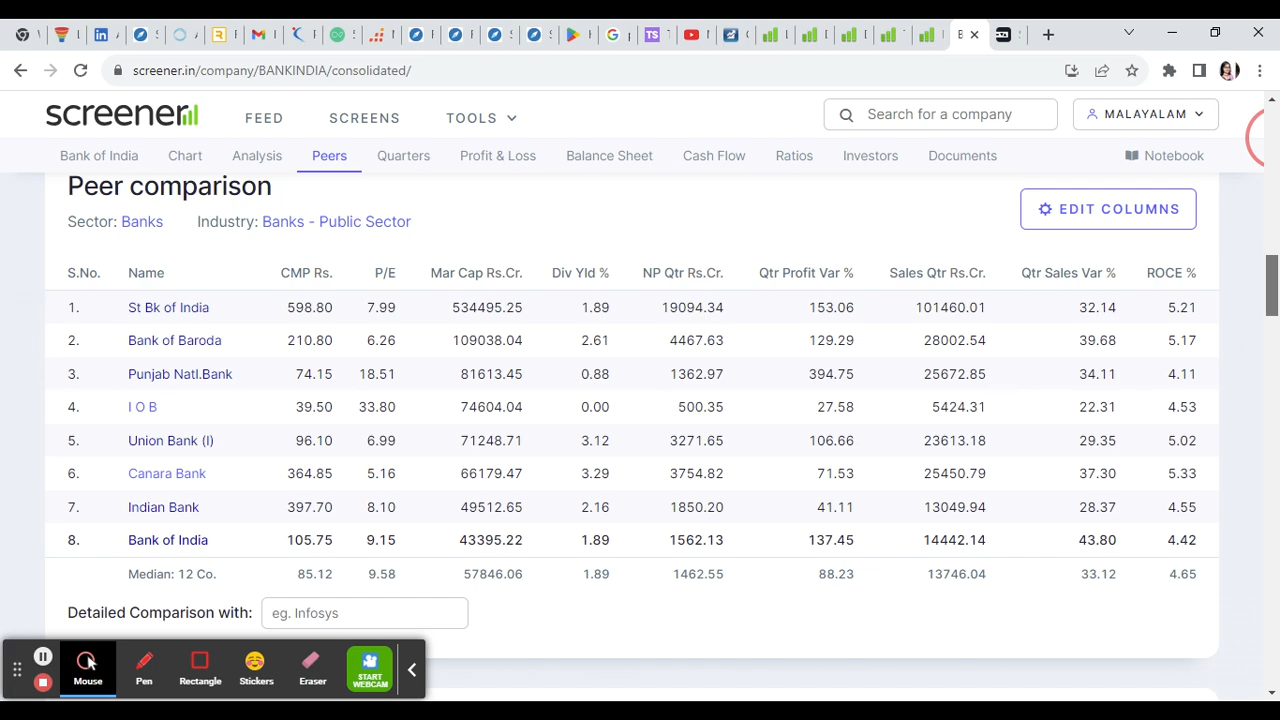 screener.in/company/BANKINDIA/consolidated/
screener FEED SCREENS TOOLS Search for a company MALAYALAM
Bank of India Chart Analysis Peers Quarters Profit & Loss Balance Sheet Cash Flow Ratios Investors Documents Notebook
Peer comparison
Sector: Banks Industry: Banks - Public Sector
EDIT COLUMNS
S.No. Name CMP Rs. P/E Mar Cap Rs.Cr. Div Yld % NP Qtr Rs.Cr. Qtr Profit Var % Sales Qtr Rs.Cr. Qtr Sales Var % ROCE %
1. St Bk of India 598.80 7.99 534495.25 1.89 19094.34 153.06 101460.01 32.14 5.21
2. Bank of Baroda 210.80 6.26 109038.04 2.61 4467.63 129.29 28002.54 39.68 5.17
3. Punjab Natl.Bank 74.15 18.51 81613.45 0.88 1362.97 394.75 25672.85 34.11 4.11
4. I O B 39.50 33.80 74604.04 0.00 500.35 27.58 5424.31 22.31 4.53
5. Union Bank (I) 96.10 6.99 71248.71 3.12 3271.65 106.66 23613.18 29.35 5.02
6. Canara Bank 364.85 5.16 66179.47 3.29 3754.82 71.53 25450.79 37.30 5.33
7. Indian Bank 397.70 8.10 49512.65 2.16 1850.20 41.11 13049.94 28.37 4.55
8. Bank of India 105.75 9.15 43395.22 1.89 1562.13 137.45 14442.14 43.80 4.42
Median: 12 Co. 85.12 9.58 57846.06 1.89 1462.55 88.23 13746.04 33.12 4.65
Detailed Comparison with: eg. Infosys
Mouse Pen Rectangle Stickers Eraser START WEBCAM